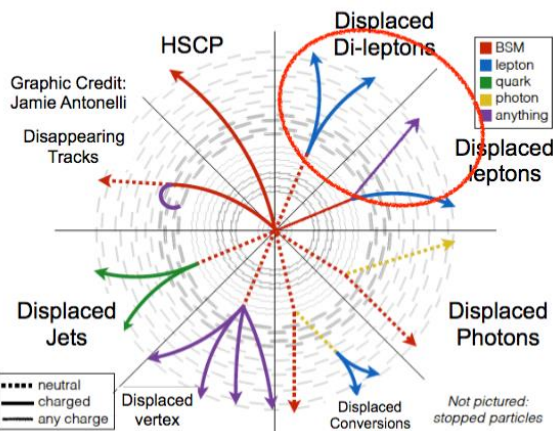 HSCP
Displaced
Di-leptons
BSM
lepton
quark
photon
anything
Graphic Credit:
Jamie Antonelli
Disappearing
Tracks
Displaced
leptons
Displaced
Jets
Displaced
Photons
neutral
charged
any charge
Displaced
vertex
Displaced
Conversions
Not pictured:
stopped particles